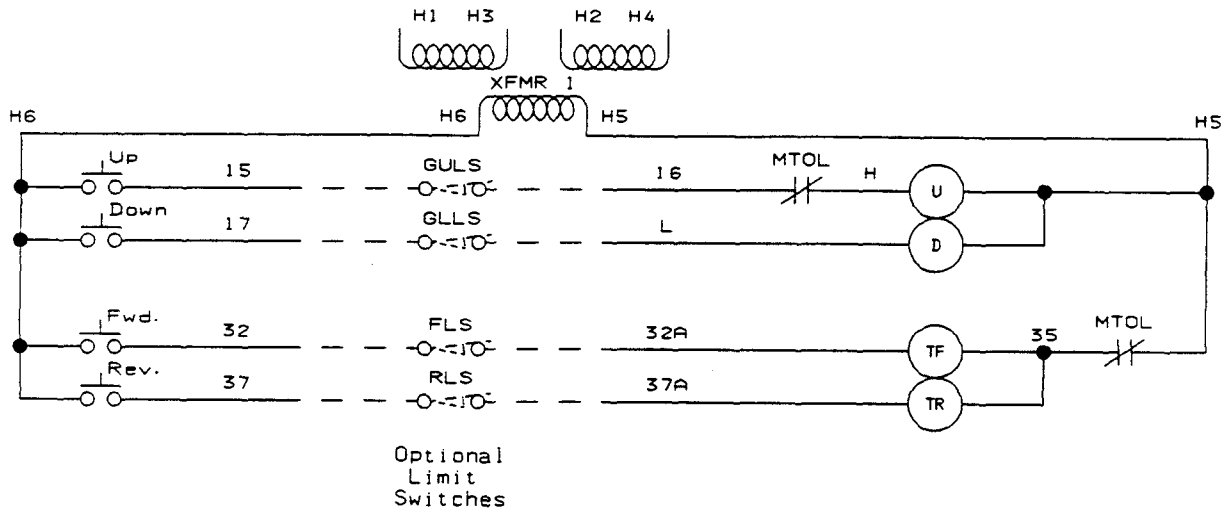 H1 H3 H2 H4
XFMR 1
H6 H6 H5 H5
Up 15 GULS 16 MTOL H U
Down 17 GLLS L D
Fwd. 32 FLS 32A TF 35 MTOL
Rev. 37 RLS 37A TR
Optional
Limit
Switches